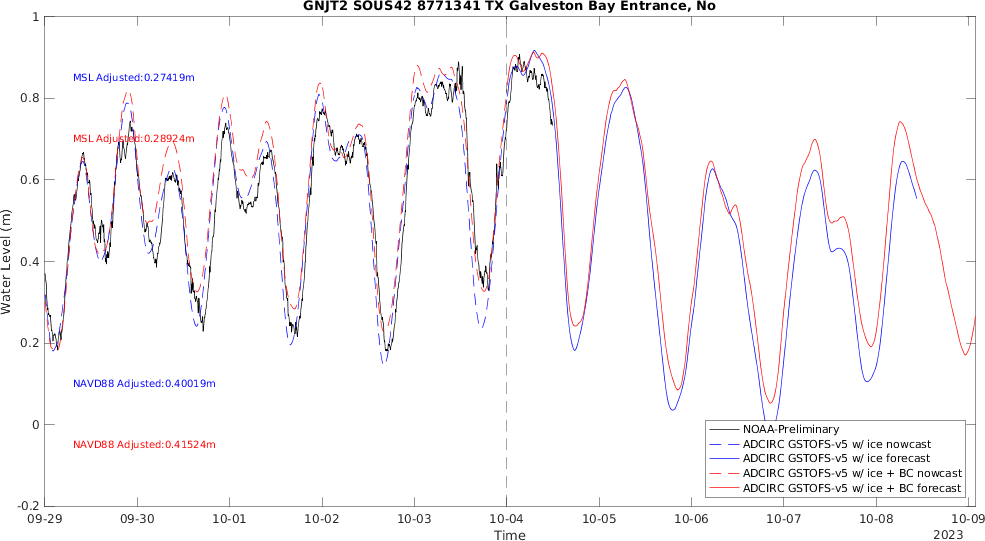 GNJT2 SOUS42 8771341 TX Galveston Bay Entrance, No
1
0.8
0.6
0.4
0.2
0
-0.2
Water Level (m)
MSL Adjusted:0.27419m
MSL Adjusted:0.28924m
NAVD88 Adjusted:0.40019m
NAVD88 Adjusted:0.41524m
NOAA-Preliminary
ADCIRC GSTOFS-v5 w/ ice nowcast
ADCIRC GSTOFS-v5 w/ ice forecast
ADCIRC GSTOFS-v5 w/ ice + BC nowcast
ADCIRC GSTOFS-v5 w/ ice + BC forecast
09-29 09-30 10-01 10-02 10-03 10-04 10-05 10-06 10-07 10-08 10-09
Time
2023